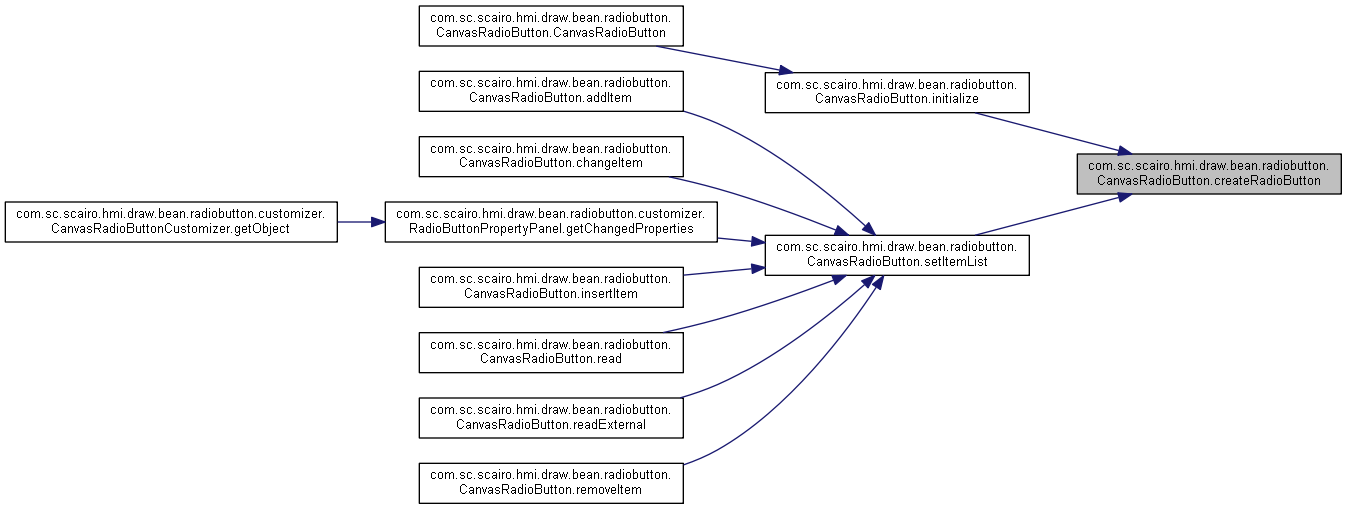 com.sc.scairo.hmi.draw.bean.radiobutton.
CanvasRadioButton.CanvasRadioButton
com.sc.scairo.hmi.draw.bean.radiobutton.
CanvasRadioButton.addItem
com.sc.scairo.hmi.draw.bean.radiobutton.
CanvasRadioButton.initialize
com.sc.scairo.hmi.draw.bean.radiobutton.
CanvasRadioButton.changeItem
com.sc.scairo.hmi.draw.bean.radiobutton.
CanvasRadioButton.createRadioButton
com.sc.scairo.hmi.draw.bean.radiobutton.customizer.
CanvasRadioButtonCustomizer.getObject
com.sc.scairo.hmi.draw.bean.radiobutton.customizer.
RadioButtonPropertyPanel.getChangedProperties
com.sc.scairo.hmi.draw.bean.radiobutton.
CanvasRadioButton.setItemList
com.sc.scairo.hmi.draw.bean.radiobutton.
CanvasRadioButton.insertItem
com.sc.scairo.hmi.draw.bean.radiobutton.
CanvasRadioButton.read
com.sc.scairo.hmi.draw.bean.radiobutton.
CanvasRadioButton.readExternal
com.sc.scairo.hmi.draw.bean.radiobutton.
CanvasRadioButton.removeItem